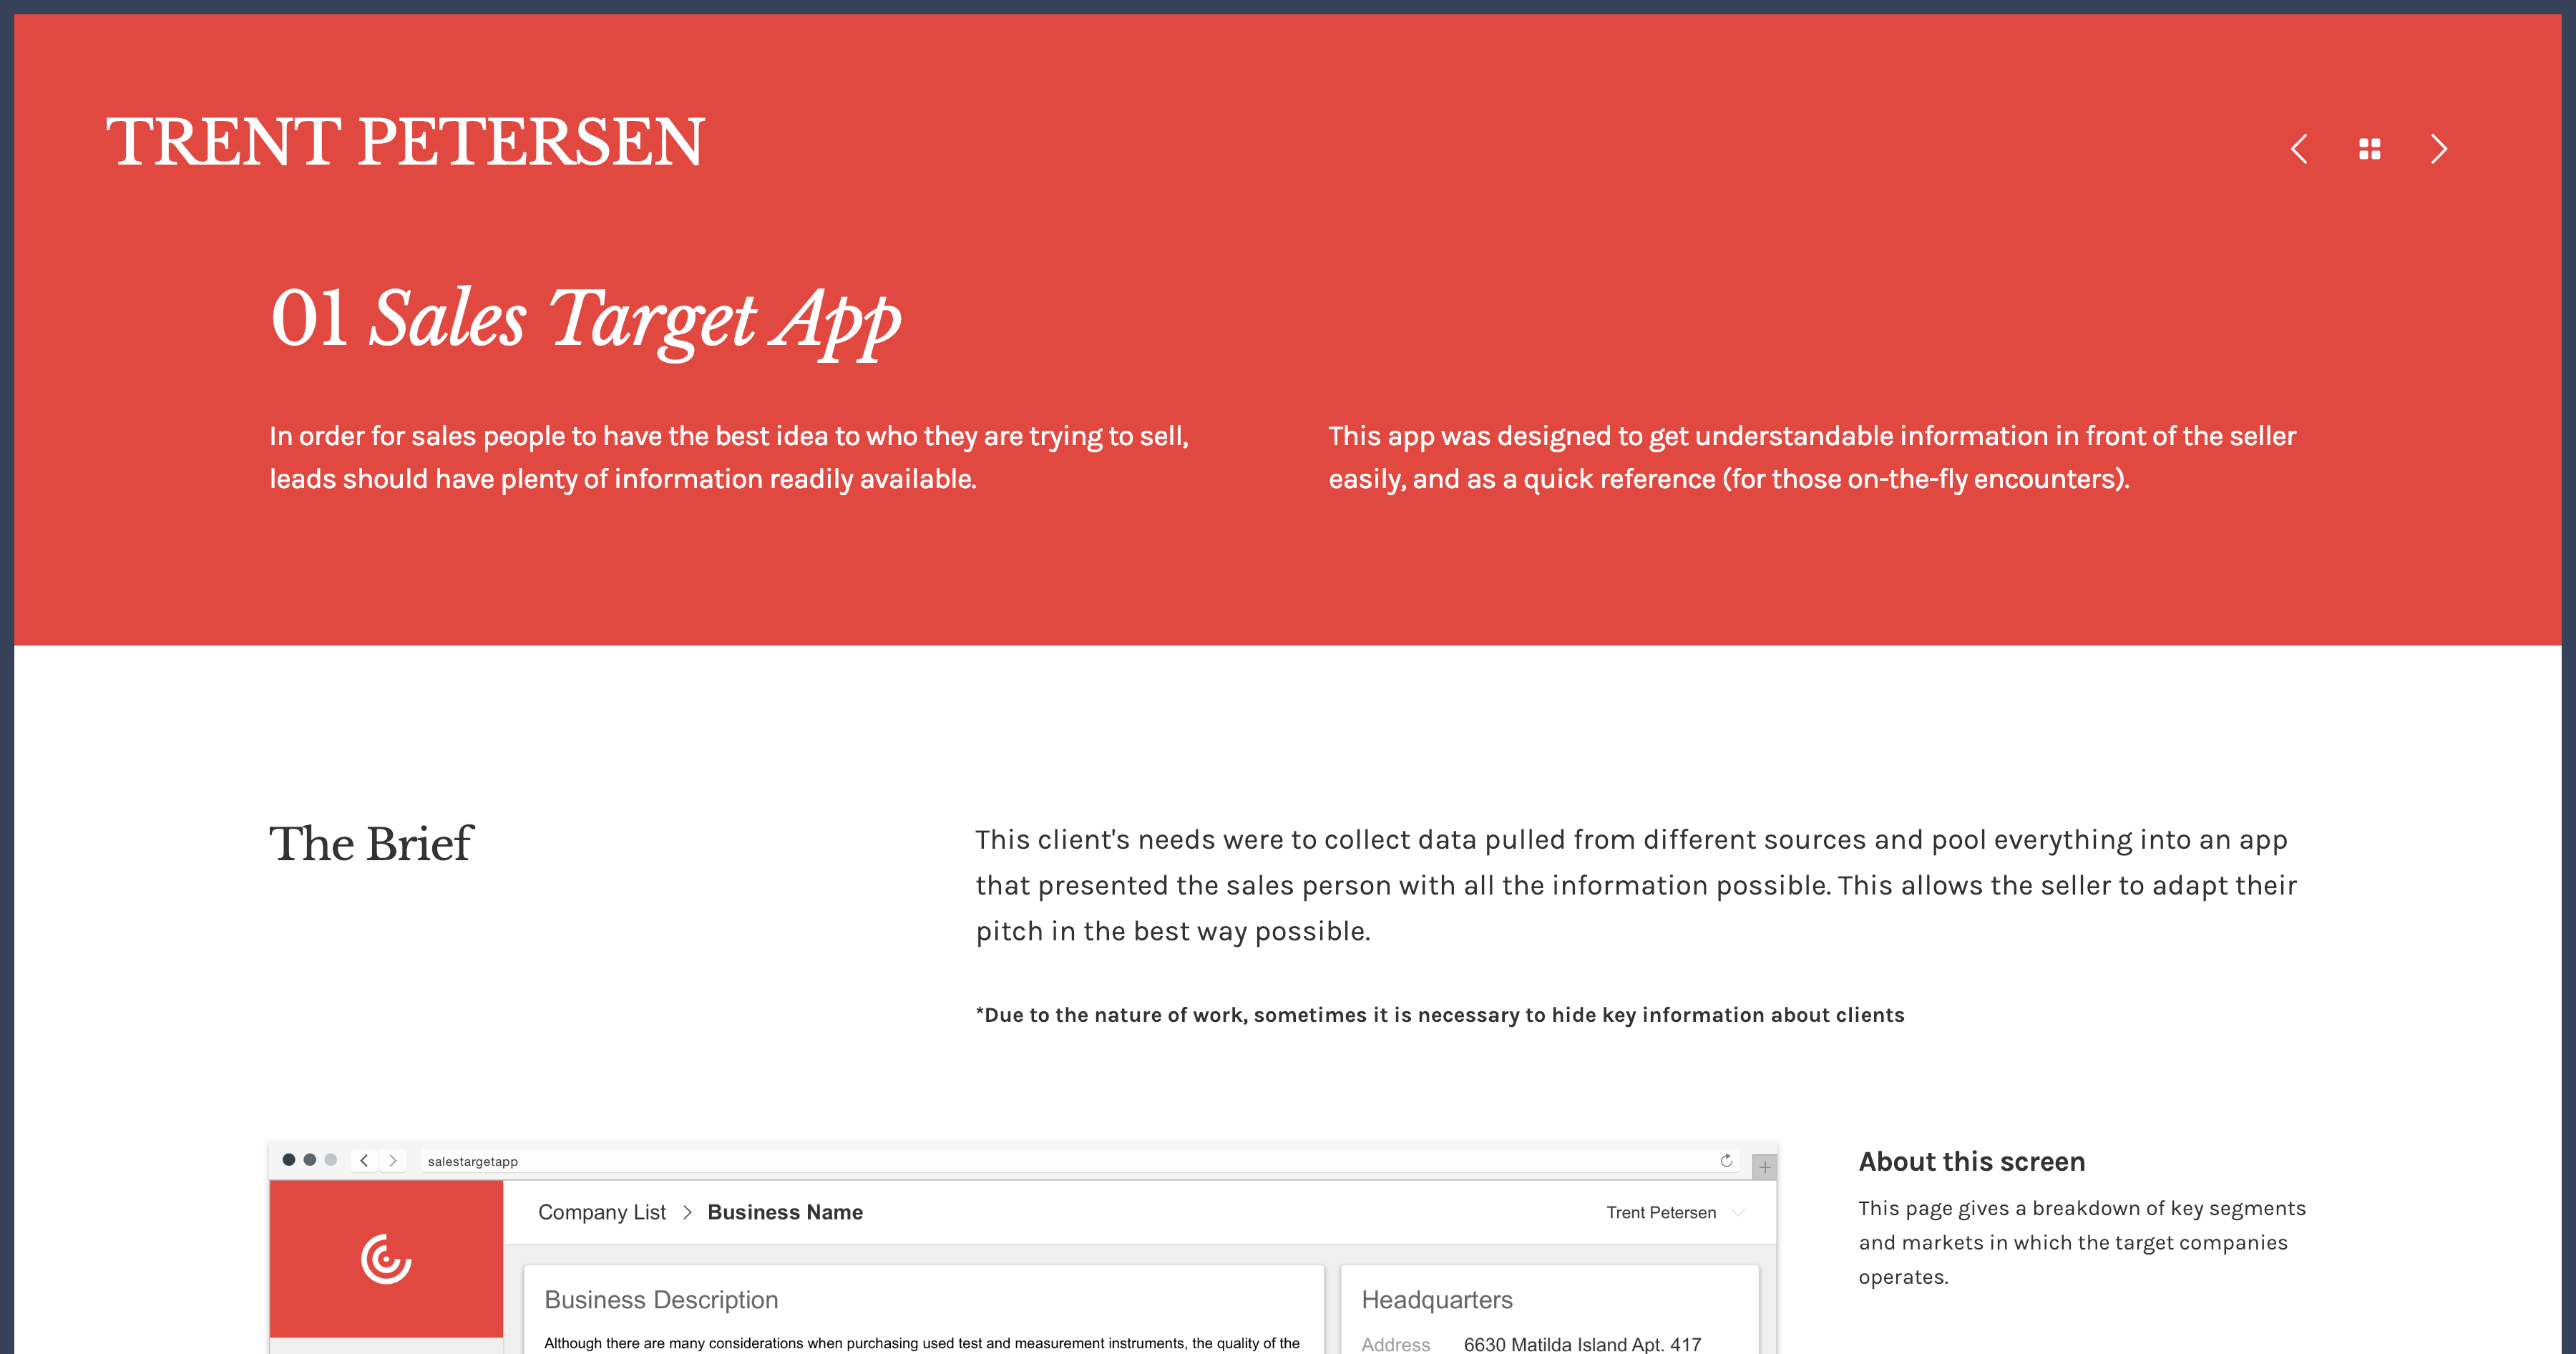 TRENT PETERSEN
01 Sales Target App
In order for sales people to have the best idea to who they are trying to sell,
leads should have plenty of information readily available.
This app was designed to get understandable information in front of the seller
easily, and as a quick reference (for those on-the-fly encounters).
The Brief
This client's needs were to collect data pulled from different sources and pool everything into an app
that presented the sales person with all the information possible. This allows the seller to adapt their
pitch in the best way possible.
*Due to the nature of work, sometimes it is necessary to hide key information about clients
salestargetapp
Company List > Business Name
Trent Petersen
Business Description
Although there are many considerations when purchasing used test and measurement instruments, the quality of the
Headquarters
Address 6630 Matilda Island Apt. 417
About this screen
This page gives a breakdown of key segments
and markets in which the target companies
operates.